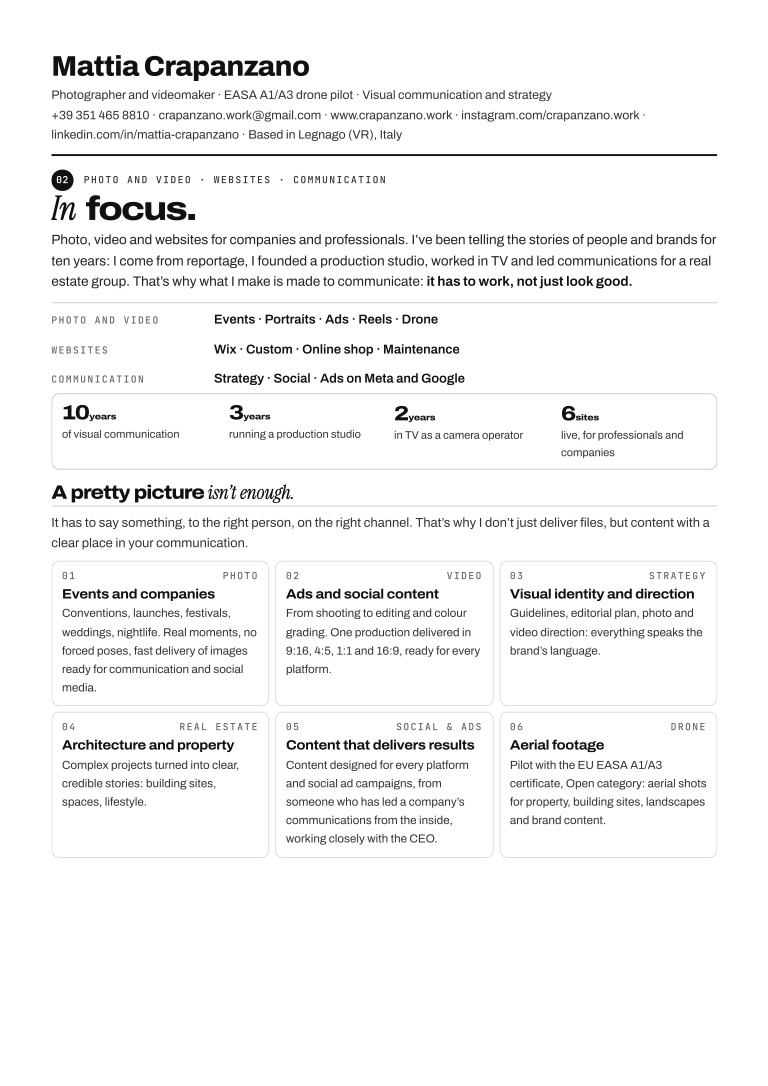 Mattia Crapanzano
Photographer and videomaker · EASA A1/A3 drone pilot · Visual communication and strategy
+39 351 465 8810 · crapanzano.work@gmail.com · www.crapanzano.work · instagram.com/crapanzano.work ·
linkedin.com/in/mattia-crapanzano · Based in Legnago (VR), Italy
02 PHOTO AND VIDEO · WEBSITES · COMMUNICATION
In focus.
Photo, video and websites for companies and professionals. I’ve been telling the stories of people and brands for
ten years: I come from reportage, I founded a production studio, worked in TV and led communications for a real
estate group. That’s why what I make is made to communicate: it has to work, not just look good.
PHOTO AND VIDEO Events · Portraits · Ads · Reels · Drone
WEBSITES Wix · Custom · Online shop · Maintenance
COMMUNICATION Strategy · Social · Ads on Meta and Google
10years
of visual communication
3years
running a production studio
2years
in TV as a camera operator
6sites
live, for professionals and
companies
A pretty picture isn’t enough.
It has to say something, to the right person, on the right channel. That’s why I don’t just deliver files, but content with a
clear place in your communication.
01 PHOTO
Events and companies
Conventions, launches, festivals,
weddings, nightlife. Real moments, no
forced poses, fast delivery of images
ready for communication and social
media.
02 VIDEO
Ads and social content
From shooting to editing and colour
grading. One production delivered in
9:16, 4:5, 1:1 and 16:9, ready for every
platform.
03 STRATEGY
Visual identity and direction
Guidelines, editorial plan, photo and
video direction: everything speaks the
brand’s language.
04 REAL ESTATE
Architecture and property
Complex projects turned into clear,
credible stories: building sites,
spaces, lifestyle.
05 SOCIAL & ADS
Content that delivers results
Content designed for every platform
and social ad campaigns, from
someone who has led a company’s
communications from the inside,
working closely with the CEO.
06 DRONE
Aerial footage
Pilot with the EU EASA A1/A3
certificate, Open category: aerial shots
for property, building sites, landscapes
and brand content.